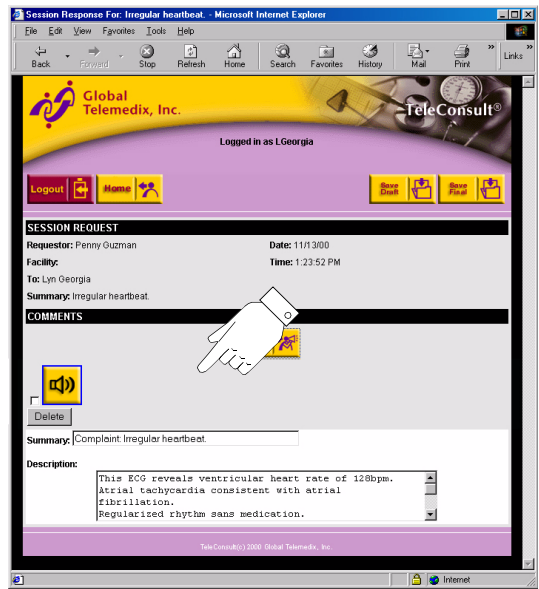 Session Response For: Irregular heartbeat. - Microsoft Internet Explorer
File Edit View Favorites Tools Help
Back Forward Stop Refresh Home Search Favorites History Mail Print » Links »
Global
Telemedix, Inc.
TeleConsult®
Logged in as LGeorgia
Logout Home Save Draft Save Final
SESSION REQUEST
Requestor: Penny Guzman Date: 11/13/00
Facility: Time: 1:23:52 PM
To: Lyn Georgia
Summary: Irregular heartbeat.
COMMENTS
Delete
Summary: Complaint: Irregular heartbeat.
Description:
This ECG reveals ventricular heart rate of 128bpm.
Atrial tachycardia consistent with atrial
fibrillation.
Regularized rhythm sans medication.
TeleConsult(c) 2000 Global Telemedix, Inc.
Internet